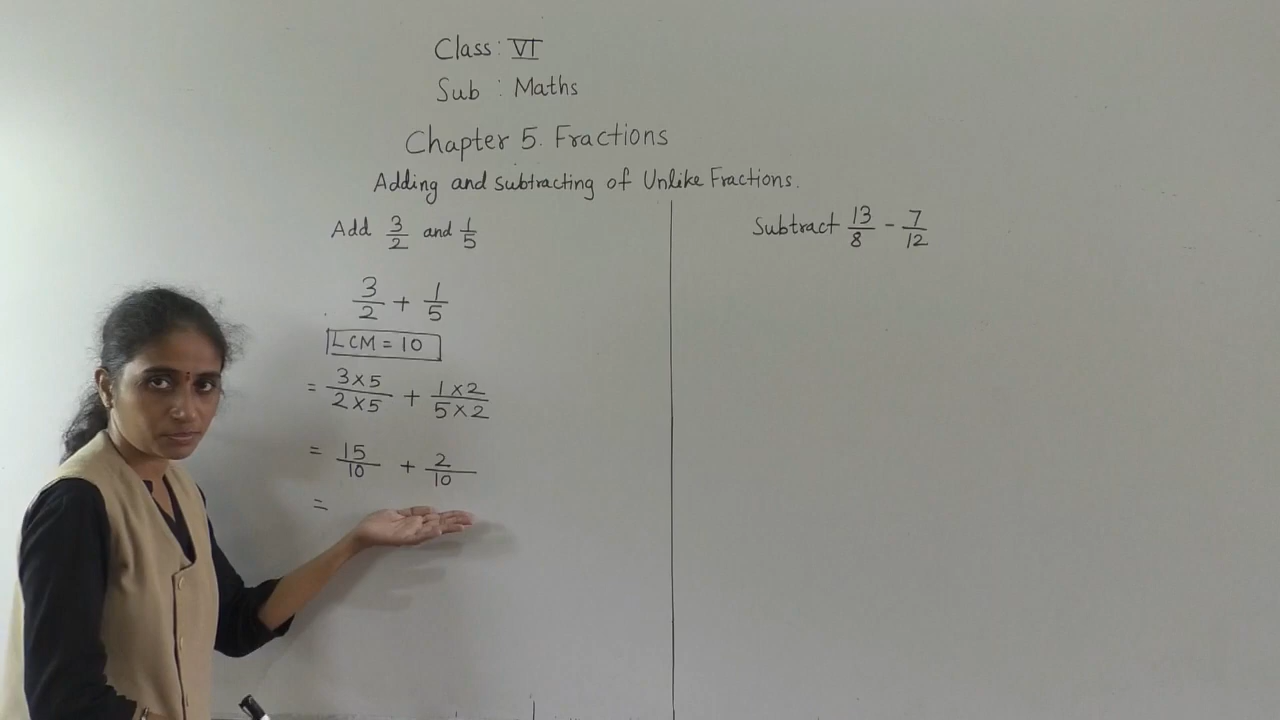 Class: VI
Sub : Maths
Chapter 5. Fractions
Adding and Subtracting of Unlike Fractions.
Add 3/2 and 1/5
3/2 + 1/5
LCM = 10
= 3×5/2×5 + 1×2/5×2
= 15/10 + 2/10
=
Subtract 13/8 - 7/12